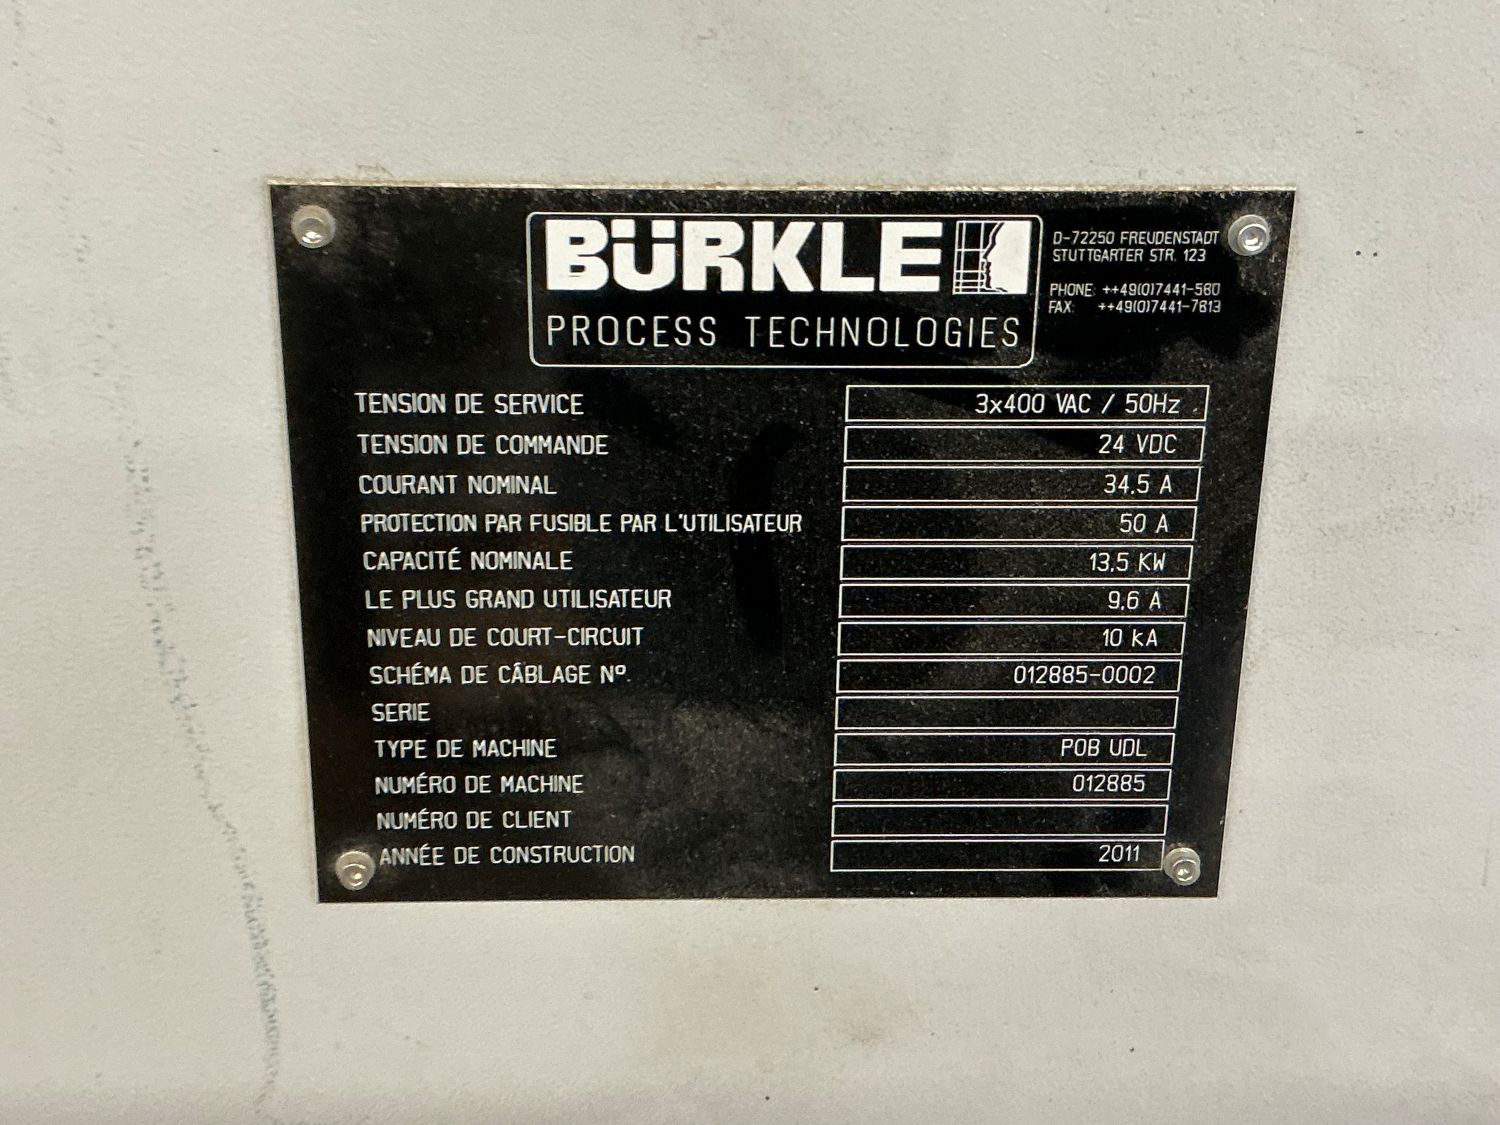 BÜRKLE
PROCESS TECHNOLOGIES
D-72250 FREUDENSTADT
STUTTGARTER STR. 123
PHONE: ++49(0)7441-580
FAX: ++49(0)7441-7813
TENSION DE SERVICE 3x400 VAC / 50Hz
TENSION DE COMMANDE 24 VDC
COURANT NOMINAL 34,5 A
PROTECTION PAR FUSIBLE PAR L'UTILISATEUR 50 A
CAPACITÉ NOMINALE 13,5 KW
LE PLUS GRAND UTILISATEUR 9,6 A
NIVEAU DE COURT-CIRCUIT 10 kA
SCHÉMA DE CÂBLAGE Nº. 012885-0002
SERIE
TYPE DE MACHINE POB UDL
NUMÉRO DE MACHINE 012885
NUMÉRO DE CLIENT
ANNÉE DE CONSTRUCTION 2011